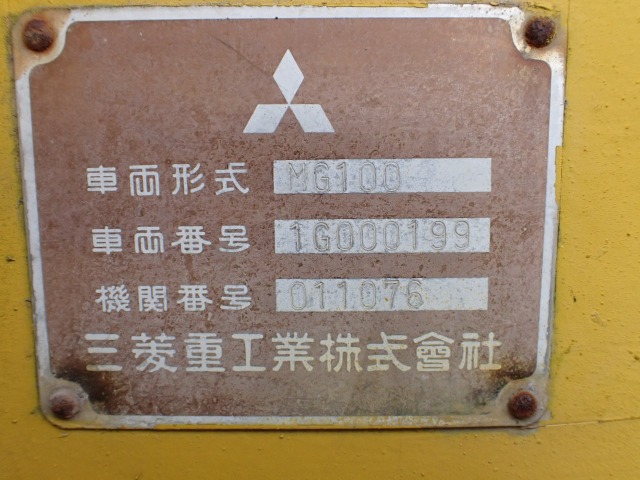 車両形式 MG100
車両番号 1G000199
機関番号 011076
三菱重工業株式會社